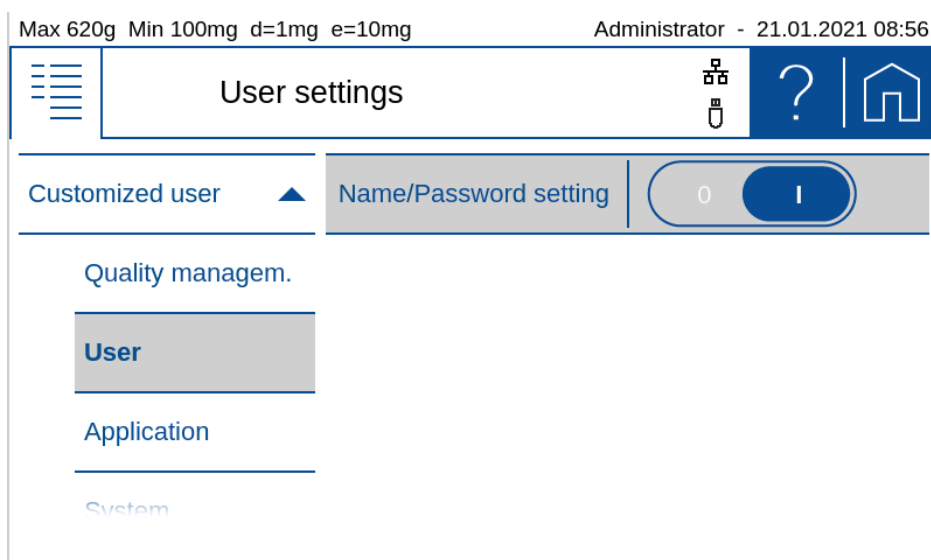 Max 620g Min 100mg d=1mg e=10mg Administrator - 21.01.2021 08:56
User settings ?
Customized user Name/Password setting 0 I
Quality managem.
User
Application
System